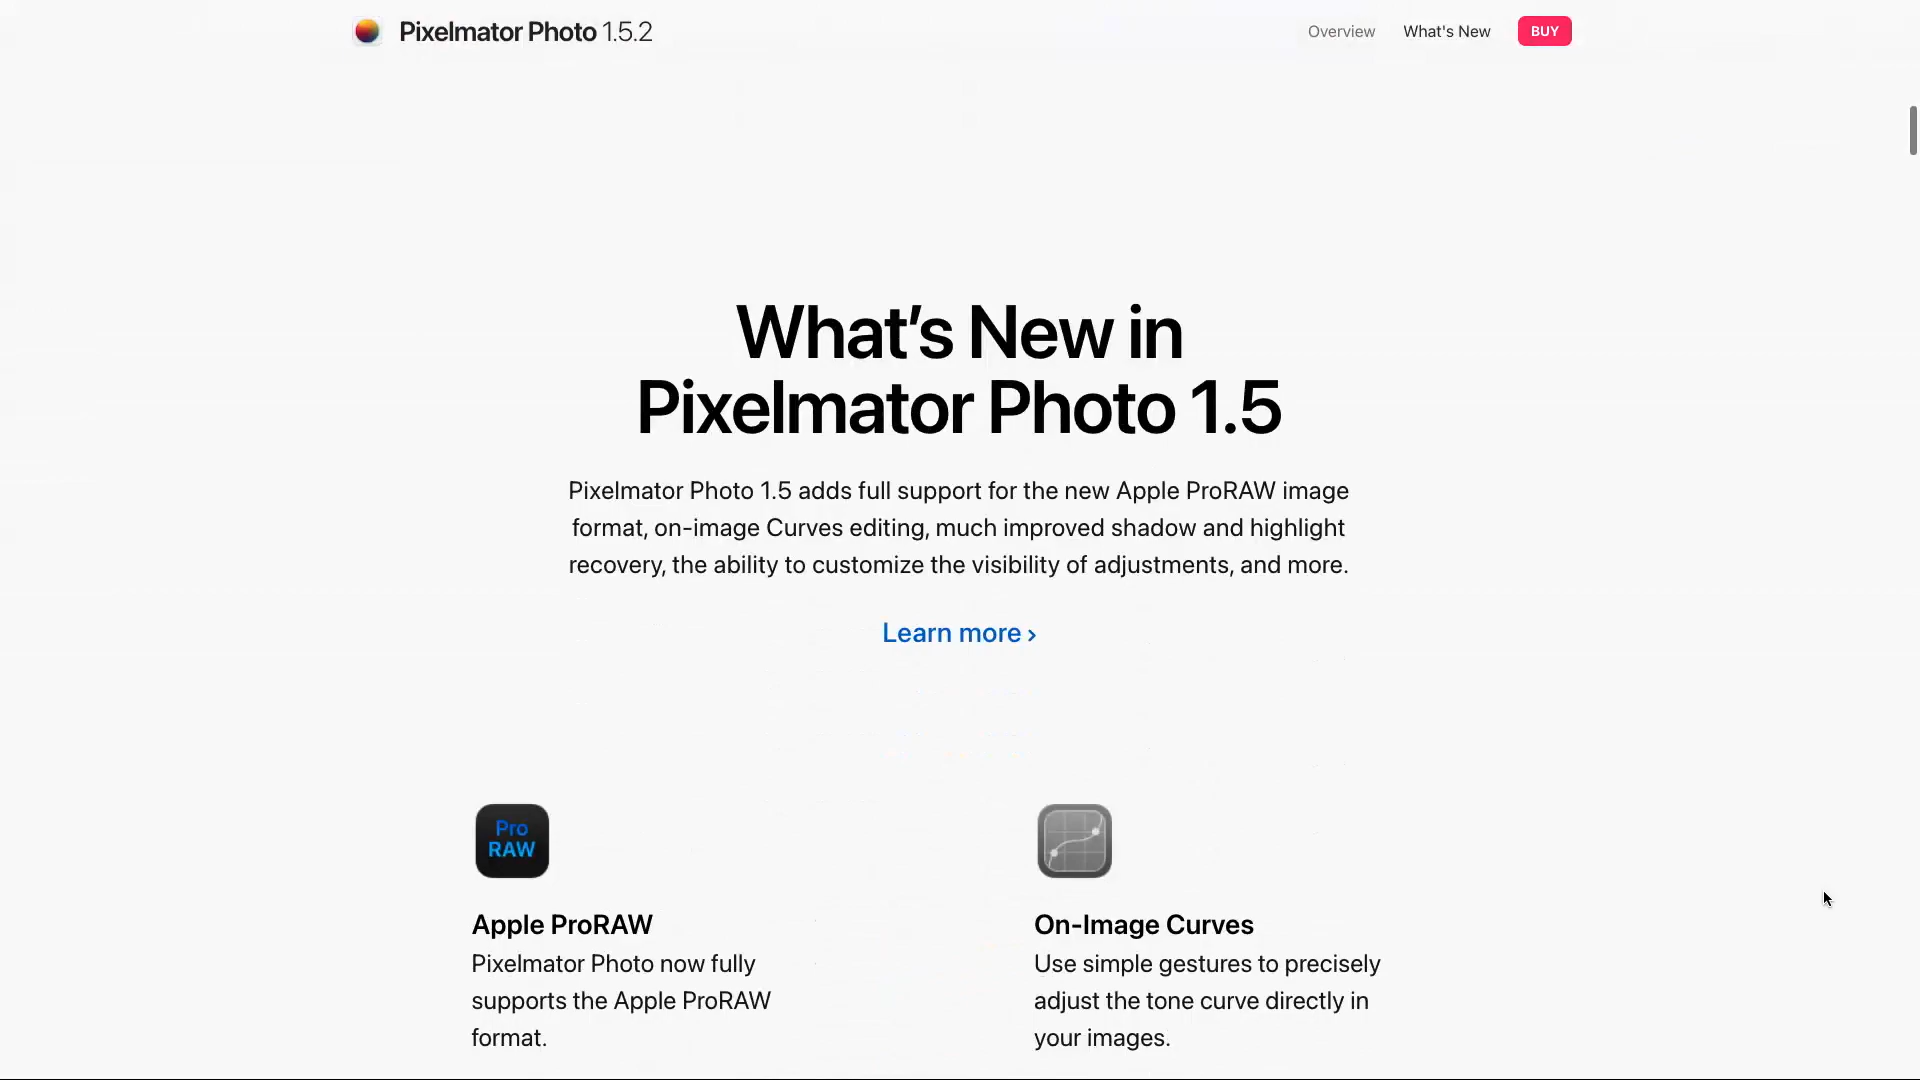 Pixelmator Photo 1.5.2
Overview
What's New
BUY
What’s New in
Pixelmator Photo 1.5
Pixelmator Photo 1.5 adds full support for the new Apple ProRAW image
format, on-image Curves editing, much improved shadow and highlight
recovery, the ability to customize the visibility of adjustments, and more.
Learn more ›
Pro
RAW
Apple ProRAW
Pixelmator Photo now fully
supports the Apple ProRAW
format.
On-Image Curves
Use simple gestures to precisely
adjust the tone curve directly in
your images.